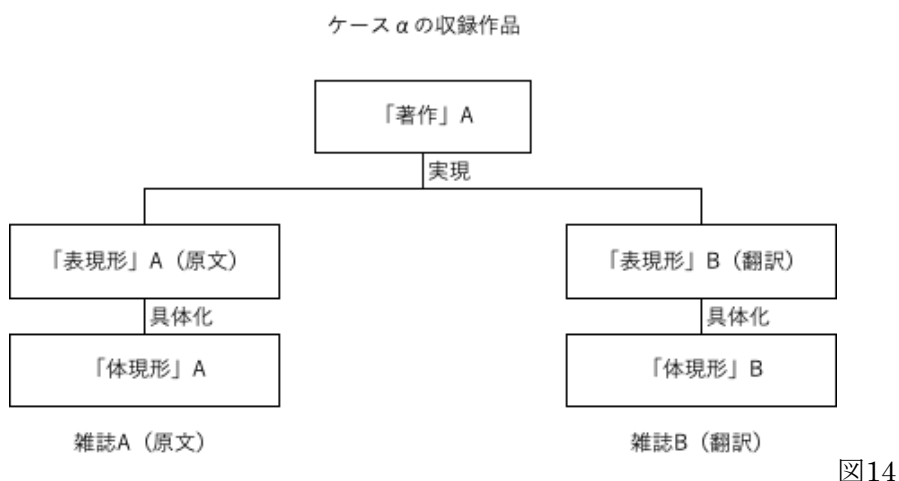 ケースαの収録作品
「著作」A
実現
「表現形」A（原文）
「表現形」B（翻訳）
具体化
具体化
「体現形」A
「体現形」B
雑誌A（原文）
雑誌B（翻訳）
図14